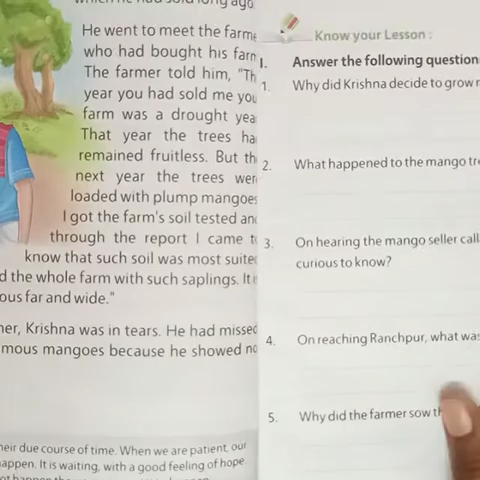 He went to meet the farme
who had bought his farn
The farmer told him, "Th
year you had sold me you
farm was a drought yea
That year the trees ha
remained fruitless. But th
next year the trees wer
loaded with plump mangoes
I got the farm's soil tested an
through the report I came t
know that such soil was most suite
d the whole farm with such saplings. It
ous far and wide."
her, Krishna was in tears. He had missed
mous mangoes because he showed no
heir due course of time. When we are patient, our
appen. It is waiting, with a good feeling of hope
Know your Lesson :
I. Answer the following question
1. Why did Krishna decide to grow
2. What happened to the mango tr
3. On hearing the mango seller call
curious to know?
4. On reaching Ranchpur, what was
5. Why did the farmer sow th